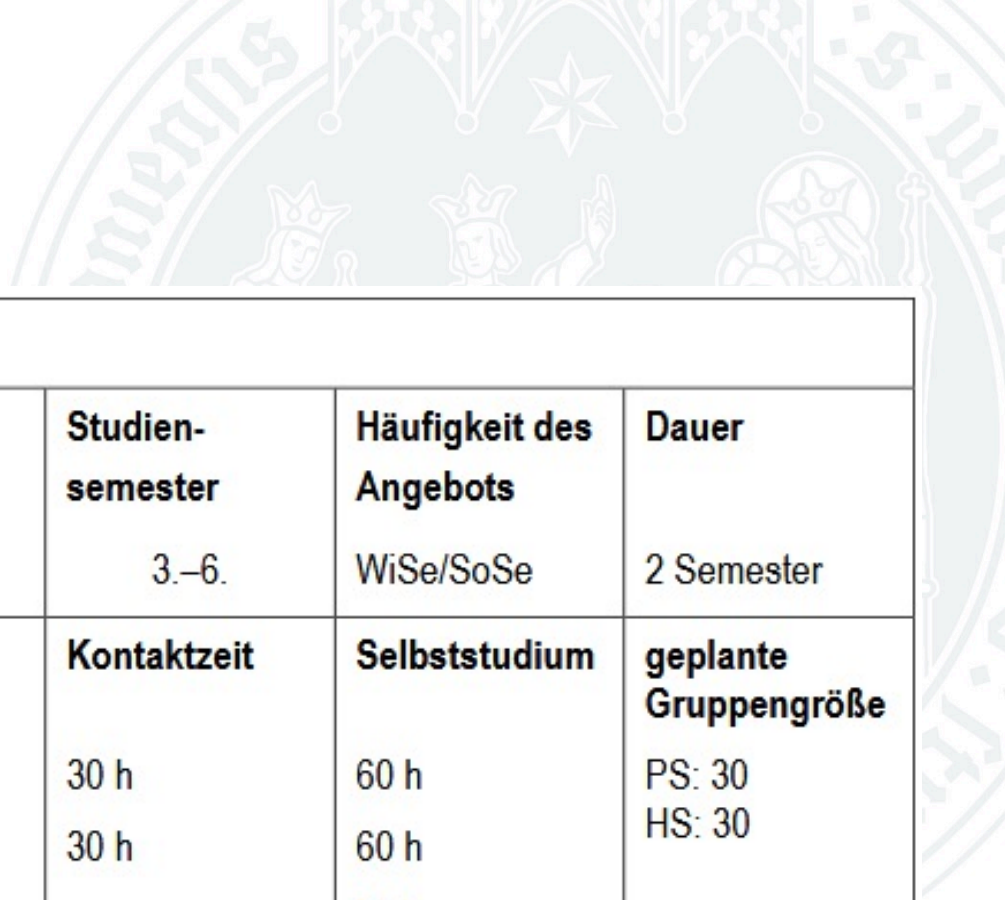 Studien-
semester
3.–6.
Häufigkeit des
Angebots
WiSe/SoSe
Dauer
2 Semester
Kontaktzeit
30 h
30 h
Selbststudium
60 h
60 h
geplante
Gruppengröße
PS: 30
HS: 30